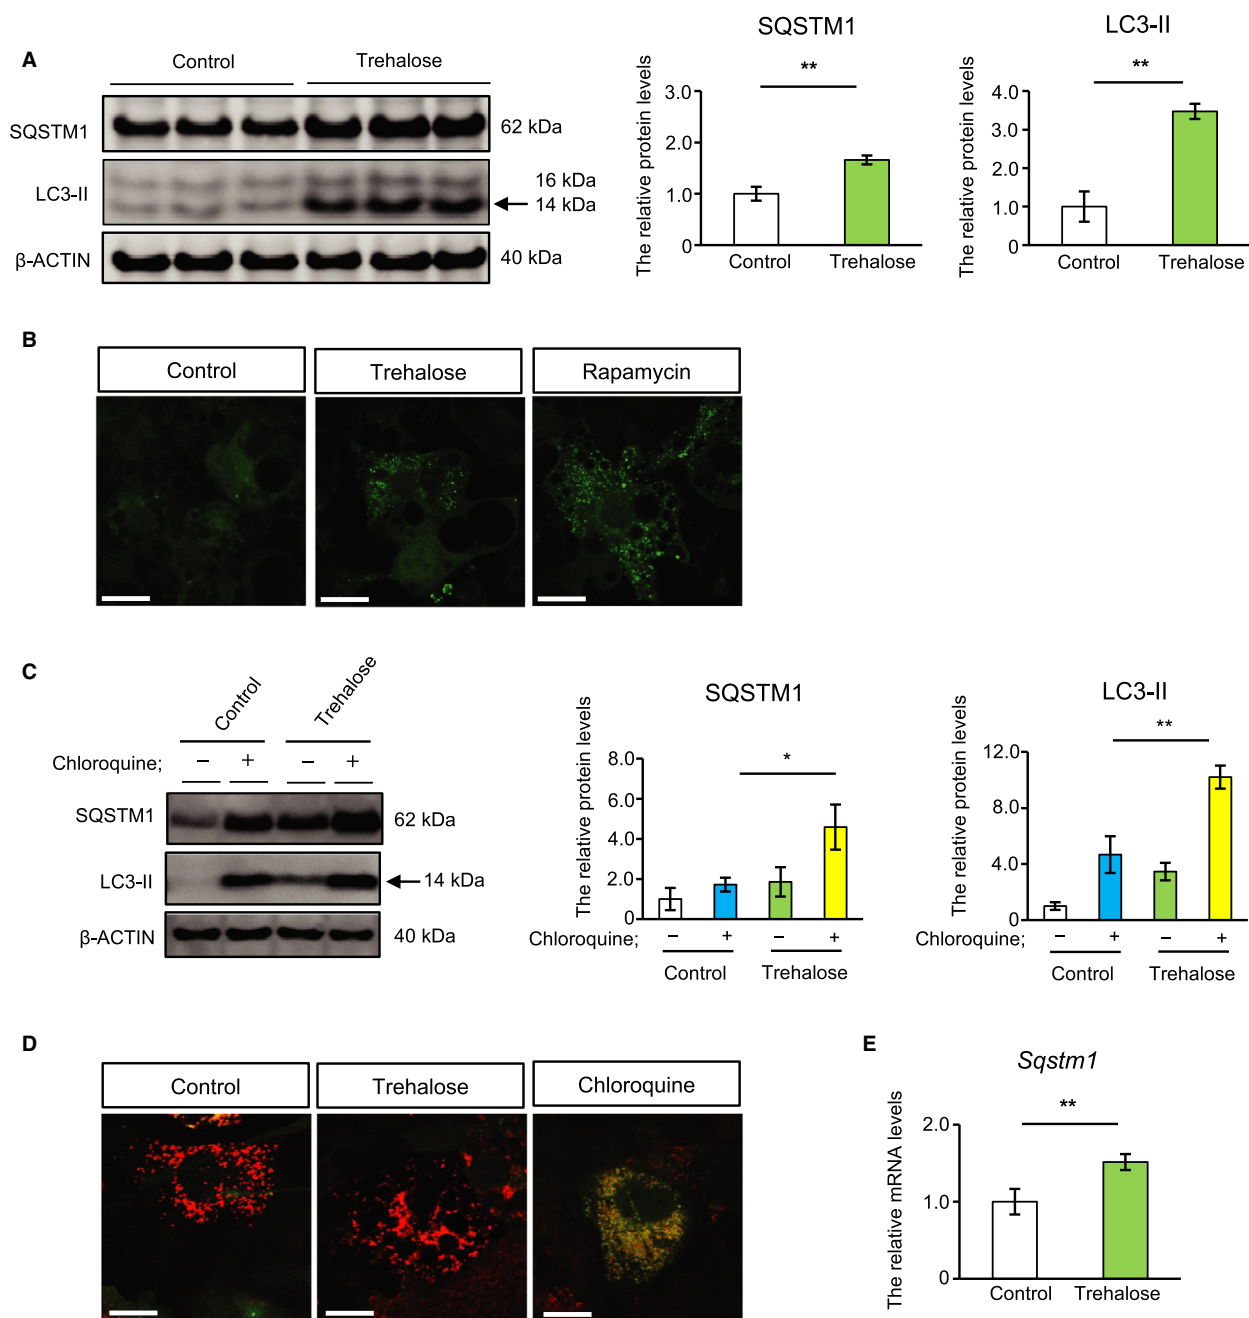 A
Control Trehalose
SQSTM1
62 kDa
LC3-II
16 kDa
14 kDa
β-ACTIN
40 kDa
SQSTM1
The relative protein levels
3.0
2.0
1.0
0
**
Control Trehalose
LC3-II
The relative protein levels
4.0
3.0
2.0
1.0
0
**
Control Trehalose
B
Control Trehalose Rapamycin
C
Control Trehalose
Chloroquine; – + – +
SQSTM1
62 kDa
LC3-II
14 kDa
β-ACTIN
40 kDa
SQSTM1
The relative protein levels
8.0
6.0
4.0
2.0
0
*
Chloroquine; – + – +
Control Trehalose
LC3-II
The relative protein levels
12.0
8.0
4.0
0
**
Chloroquine; – + – +
Control Trehalose
D
Control Trehalose Chloroquine
E
Sqstm1
The relative mRNA levels
2.0
1.0
0
**
Control Trehalose